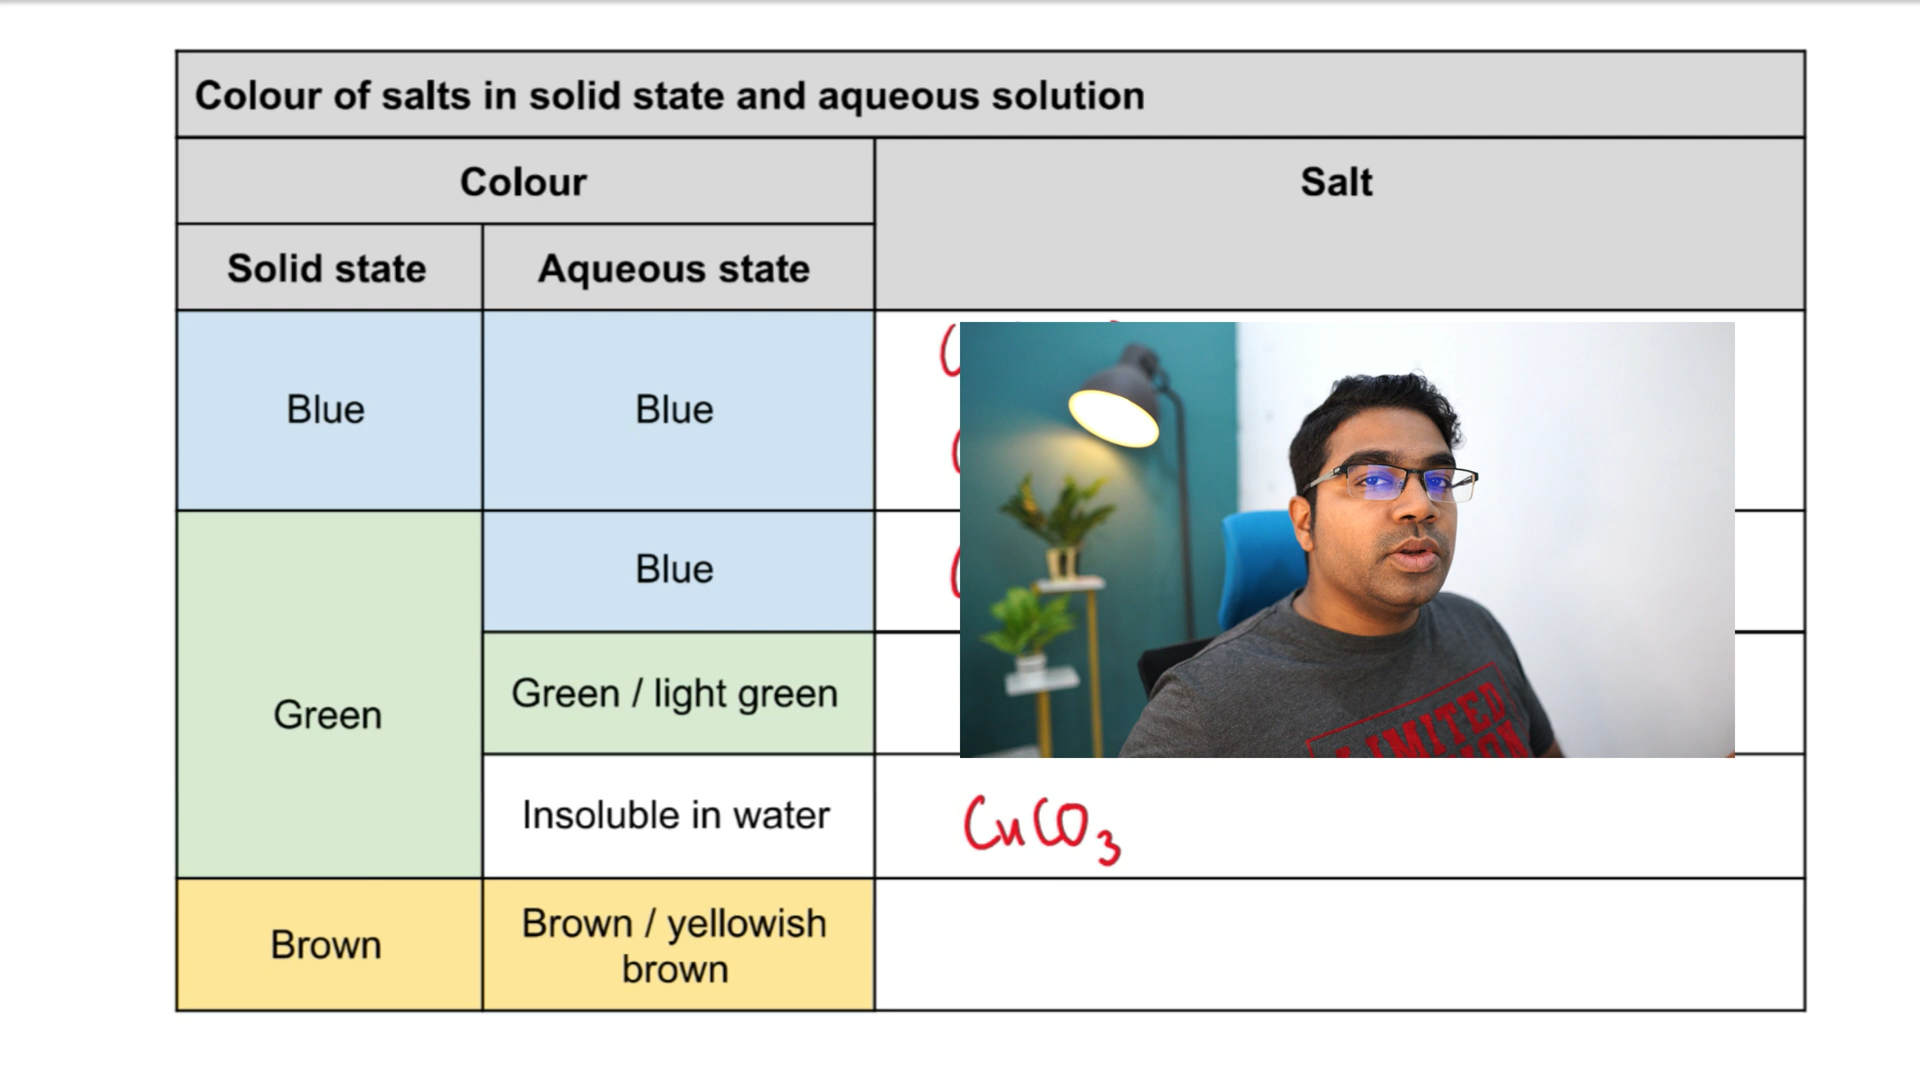 Colour of salts in solid state and aqueous solution
Colour
Salt
Solid state
Aqueous state
Blue
Blue
Green
Blue
Green / light green
LIMITED
Insoluble in water
CuCO3
Brown
Brown / yellowish
brown